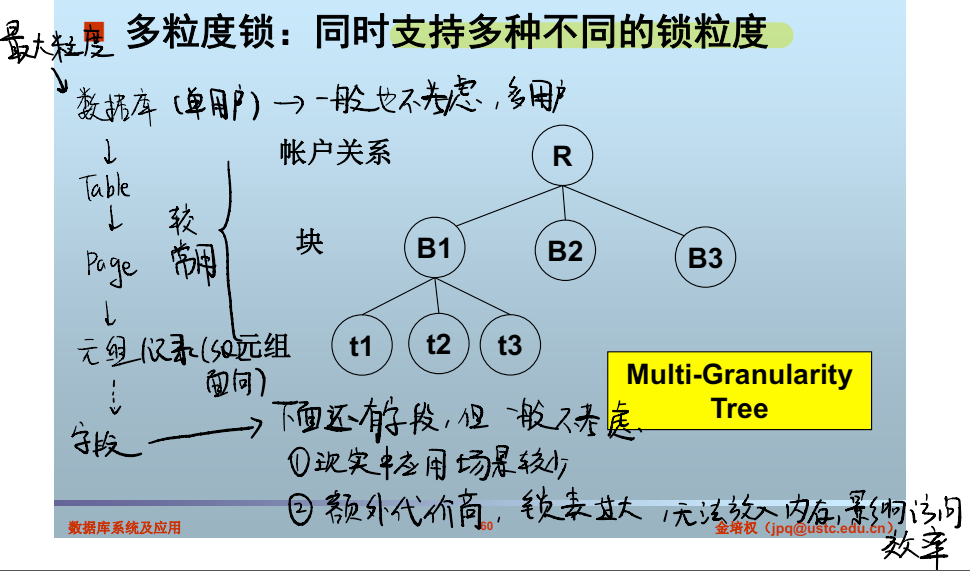 多粒度锁：同时支持多种不同的锁粒度
最大粒度
数据库（单用户）→一般也不考虑，多用户
帐户关系
R
Table
较
常用
块
B1
B2
B3
Page
元组
t1
t2
t3
元组 记录(SQL
面向)
Multi-Granularity
Tree
字段
下面还有字段，但一般不考虑.
①现实中应用场景较少
②额外代价高，锁表过大，无法放入内存，影响访问
效率
数据库系统及应用
60
金培权（jpq@ustc.edu.cn）